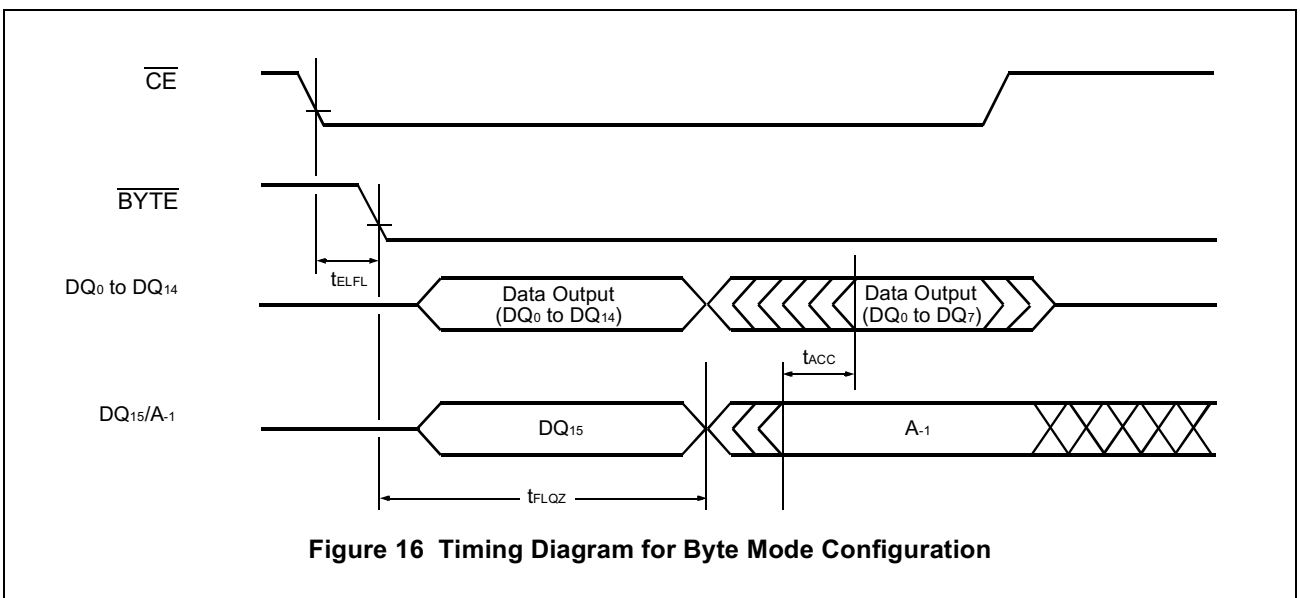 CE
BYTE
tELFL
DQ0 to DQ14
Data Output
(DQ0 to DQ14)
Data Output
(DQ0 to DQ7)
tACC
DQ15/A-1
DQ15
A-1
tFLQZ
Figure 16 Timing Diagram for Byte Mode Configuration